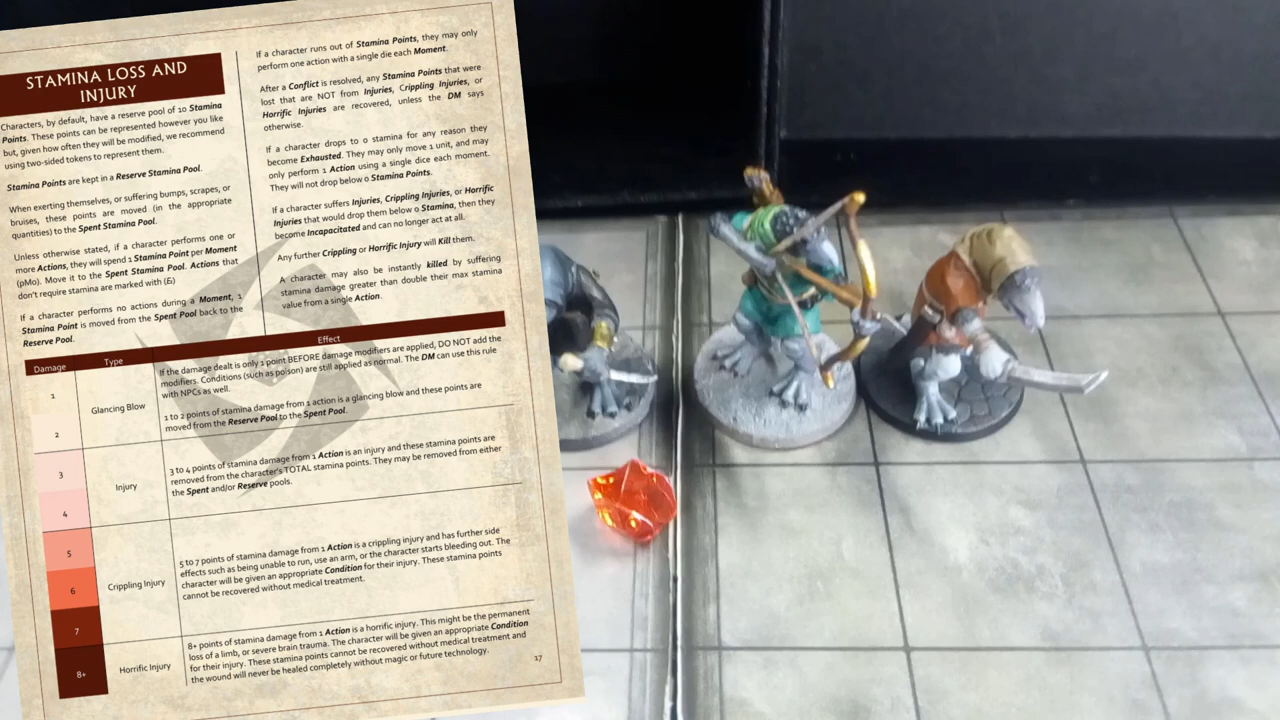 STAMINA LOSS AND
INJURY
Characters, by default, have a reserve pool of 10 Stamina
Points. These points can be represented however you like
but, given how often they will be modified, we recommend
using two-sided tokens to represent them.
Stamina Points are kept in a Reserve Stamina Pool.
When exerting themselves, or suffering bumps, scrapes, or
bruises, these points are moved (in the appropriate
quantities) to the Spent Stamina Pool.
Unless otherwise stated, if a character performs one or
more Actions, they will spend 1 Stamina Point per Moment
(pMo). Move it to the Spent Stamina Pool. Actions that
don't require stamina are marked with
If a character performs no actions during a Moment, 1
Stamina Point is moved from the Spent Pool back to the
Reserve Pool.
If a character runs out of Stamina Points, they may only
perform one action with a single die each Moment.
After a Conflict is resolved, any Stamina Points that were
lost that are NOT from Injuries, Crippling Injuries, or
Horrific Injuries are recovered, unless the DM says
otherwise.
If a character drops to 0 stamina for any reason they
become Exhausted. They may only move 1 unit, and may
only perform 1 Action using a single dice each moment.
They will not drop below 0 Stamina Points.
If a character suffers Injuries, Crippling Injuries, or Horrific
Injuries that would drop them below 0 Stamina, then they
become Incapacitated and can no longer act at all.
Any further Crippling or Horrific Injury will Kill them.
A character may also be instantly killed by suffering
stamina damage greater than double their max stamina
value from a single Action.
Damage Type Effect
1
2
Glancing Blow
If the damage dealt is only 1 point BEFORE damage modifiers are applied, DO NOT add the
modifiers. Conditions (such as poison) are still applied as normal. The DM can use this rule
with NPCs as well.
1 to 2 points of stamina damage from 1 action is a glancing blow and these points are
moved from the Reserve Pool to the Spent Pool.
3
4
Injury
3 to 4 points of stamina damage from 1 Action is an injury and these stamina points are
removed from the character's TOTAL stamina points. They may be removed from either
the Spent and/or Reserve pools.
5
6
7
Crippling Injury
5 to 7 points of stamina damage from 1 Action is a crippling injury and has further side
effects such as being unable to run, use an arm, or the character starts bleeding out. The
character will be given an appropriate Condition for their injury. These stamina points
cannot be recovered without medical treatment.
8+
Horrific Injury
8+ points of stamina damage from 1 Action is a horrific injury. This might be the permanent
loss of a limb, or severe brain trauma. The character will be given an appropriate Condition
for their injury. These stamina points cannot be recovered without medical treatment and
the wound will never be healed completely without magic or future technology.
17